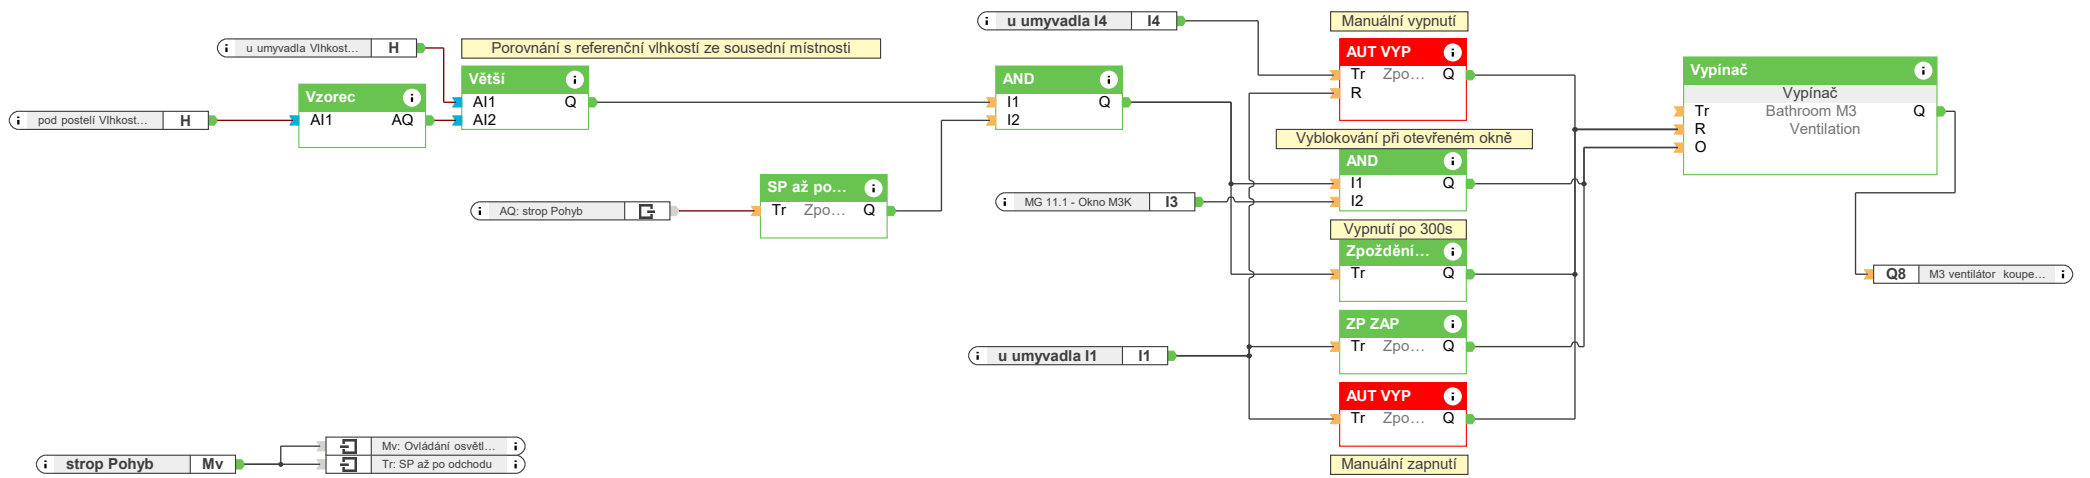 u umyvadla I4 I4
Manuální vypnutí
u umyvadla Vlhkost... H
Porovnání s referenční vlhkostí ze sousední místnosti
AUT VYP
Tr Zpo... Q
R
Větší
AI1 Q
AI2
AND
I1 Q
I2
Vypínač
Vypínač
Tr Bathroom M3 Q
R Ventilation
O
Vzorec
AI1 AQ
pod postelí Vlhkost... H
Vyblokování při otevřeném okně
AND
I1 Q
I2
SP až po...
Tr Zpo... Q
AQ: strop Pohyb
MG 11.1 - Okno M3K I3
Vypnutí po 300s
Zpoždění...
Tr Q
Q8 M3 ventilátor koupe...
ZP ZAP
Tr Zpo... Q
u umyvadla I1 I1
AUT VYP
Tr Zpo... Q
Manuální zapnutí
strop Pohyb Mv
Mv: Ovládání osvětl...
Tr: SP až po odchodu